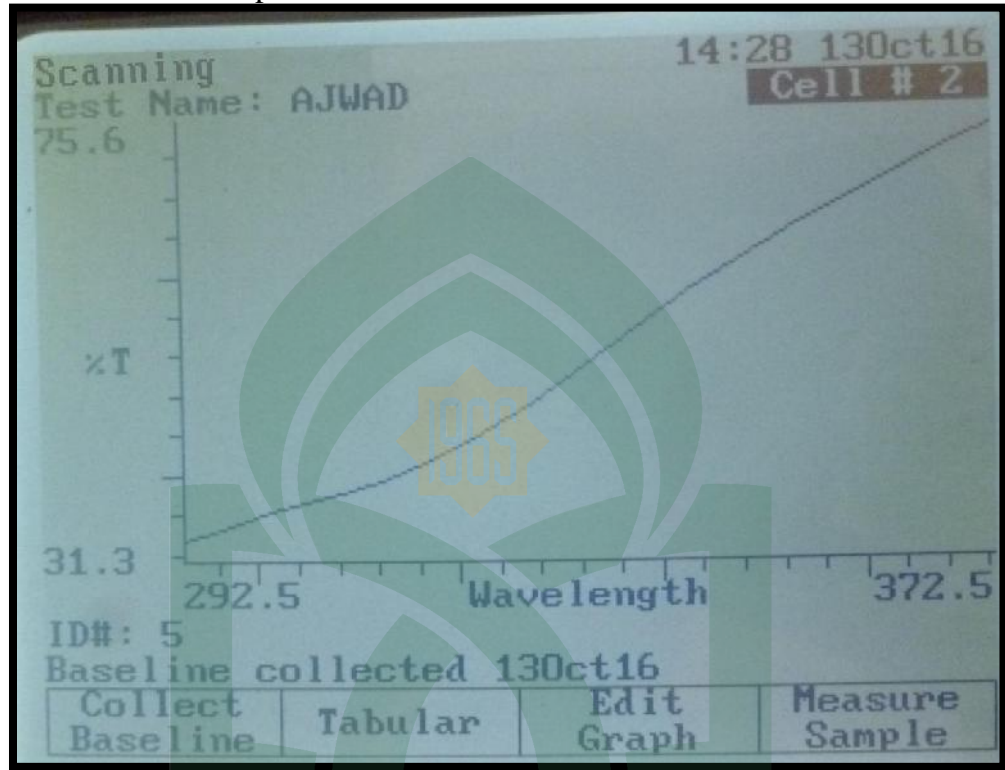 Scanning
14:28 13Oct16
Test Name: AJWAD
Cell # 2
75.6
%T
1965
31.3
292.5 Wavelength 372.5
ID#: 5
Baseline collected 13Oct16
Collect Baseline
Tabular
Edit Graph
Measure Sample